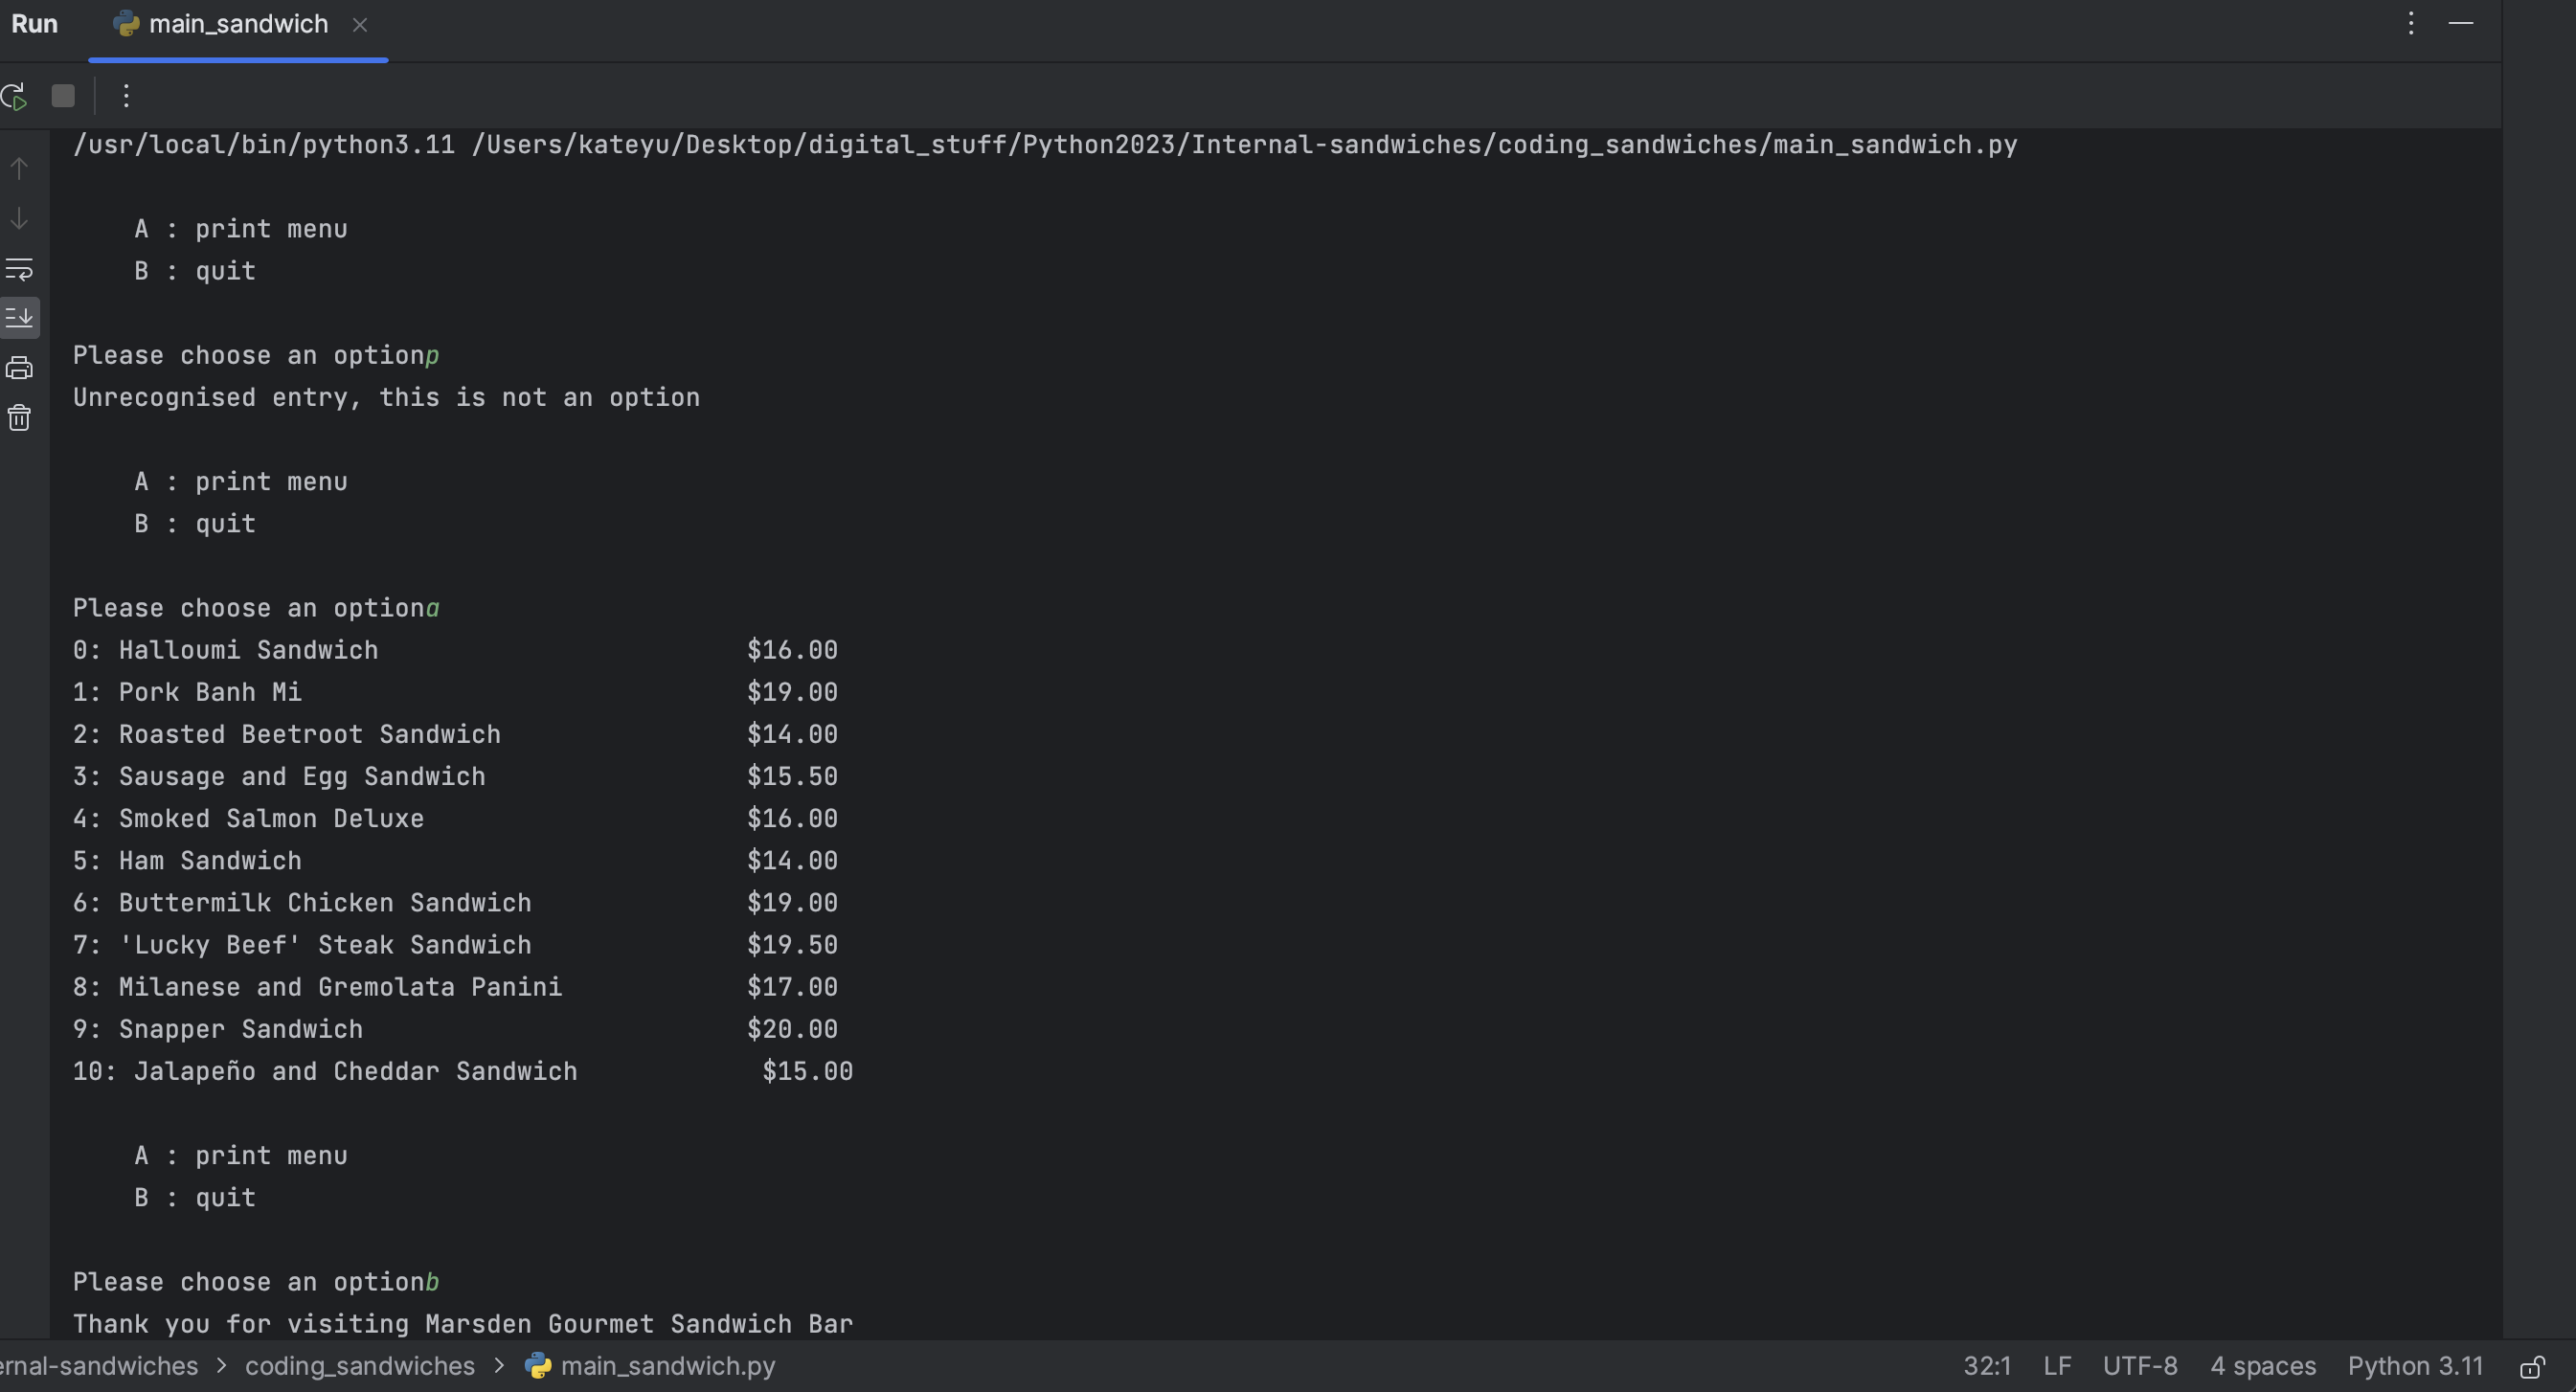 Run main_sandwich
/usr/local/bin/python3.11 /Users/kateyu/Desktop/digital_stuff/Python2023/Internal-sandwiches/coding_sandwiches/main_sandwich.py
A : print menu
B : quit
Please choose an optionp
Unrecognised entry, this is not an option
A : print menu
B : quit
Please choose an optiona
0: Halloumi Sandwich $16.00
1: Pork Banh Mi $19.00
2: Roasted Beetroot Sandwich $14.00
3: Sausage and Egg Sandwich $15.50
4: Smoked Salmon Deluxe $16.00
5: Ham Sandwich $14.00
6: Buttermilk Chicken Sandwich $19.00
7: 'Lucky Beef' Steak Sandwich $19.50
8: Milanese and Gremolata Panini $17.00
9: Snapper Sandwich $20.00
10: Jalapeño and Cheddar Sandwich $15.00
A : print menu
B : quit
Please choose an optionb
Thank you for visiting Marsden Gourmet Sandwich Bar
ernal-sandwiches > coding_sandwiches > main_sandwich.py 32:1 LF UTF-8 4 spaces Python 3.11